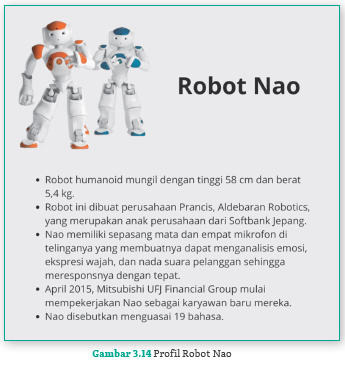 Robot Nao
• Robot humanoid mungil dengan tinggi 58 cm dan berat
5,4 kg.
• Robot ini dibuat perusahaan Prancis, Aldebaran Robotics,
yang merupakan anak perusahaan dari Softbank Jepang.
• Nao memiliki sepasang mata dan empat mikrofon di
telinganya yang membuatnya dapat menganalisis emosi,
ekspresi wajah, dan nada suara pelanggan sehingga
meresponsnya dengan tepat.
• April 2015, Mitsubishi UFJ Financial Group mulai
mempekerjakan Nao sebagai karyawan baru mereka.
• Nao disebutkan menguasai 19 bahasa.
Gambar 3.14 Profil Robot Nao